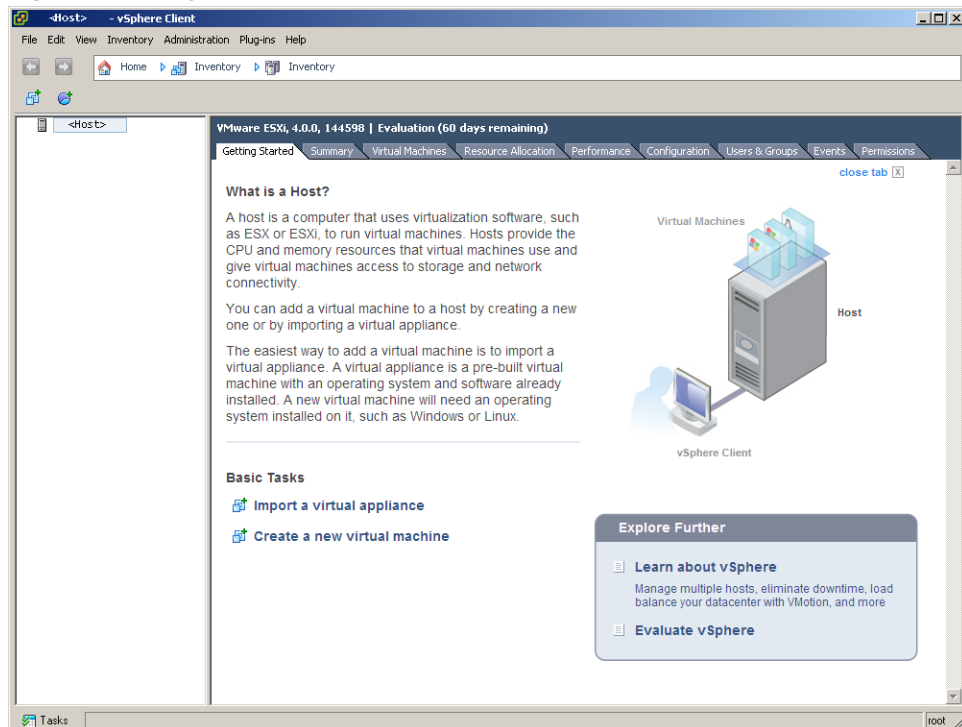 <Host> - vSphere Client
File Edit View Inventory Administration Plug-ins Help
Home Inventory Inventory
<Host>
VMware ESXi, 4.0.0, 144598 | Evaluation (60 days remaining)
Getting Started Summary Virtual Machines Resource Allocation Performance Configuration Users & Groups Events Permissions
close tab X
What is a Host?
A host is a computer that uses virtualization software, such
as ESX or ESXi, to run virtual machines. Hosts provide the
CPU and memory resources that virtual machines use and
give virtual machines access to storage and network
connectivity.
You can add a virtual machine to a host by creating a new
one or by importing a virtual appliance.
The easiest way to add a virtual machine is to import a
virtual appliance. A virtual appliance is a pre-built virtual
machine with an operating system and software already
installed. A new virtual machine will need an operating
system installed on it, such as Windows or Linux.
Virtual Machines
A
Host
vSphere Client
Basic Tasks
Import a virtual appliance
Create a new virtual machine
Explore Further
Learn about vSphere
Manage multiple hosts, eliminate downtime, load
balance your datacenter with VMotion, and more
Evaluate vSphere
Tasks
root